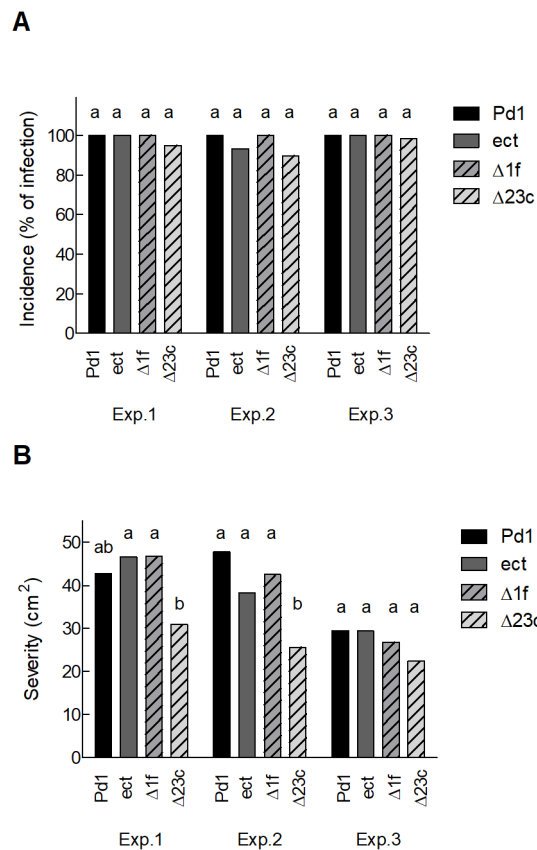 A
a a a a a a a a a a a a
Pd1
ect
Δ1f
Δ23c
Incidence (% of infection)
100
80
60
40
20
0
Pd1 ect Δ1f Δ23c Pd1 ect Δ1f Δ23c Pd1 ect Δ1f Δ23c
Exp.1 Exp.2 Exp.3
B
ab a a b a a a b a a a a
Pd1
ect
Δ1f
Δ23c
Severity (cm²)
50
40
30
20
10
0
Pd1 ect Δ1f Δ23c Pd1 ect Δ1f Δ23c Pd1 ect Δ1f Δ23c
Exp.1 Exp.2 Exp.3